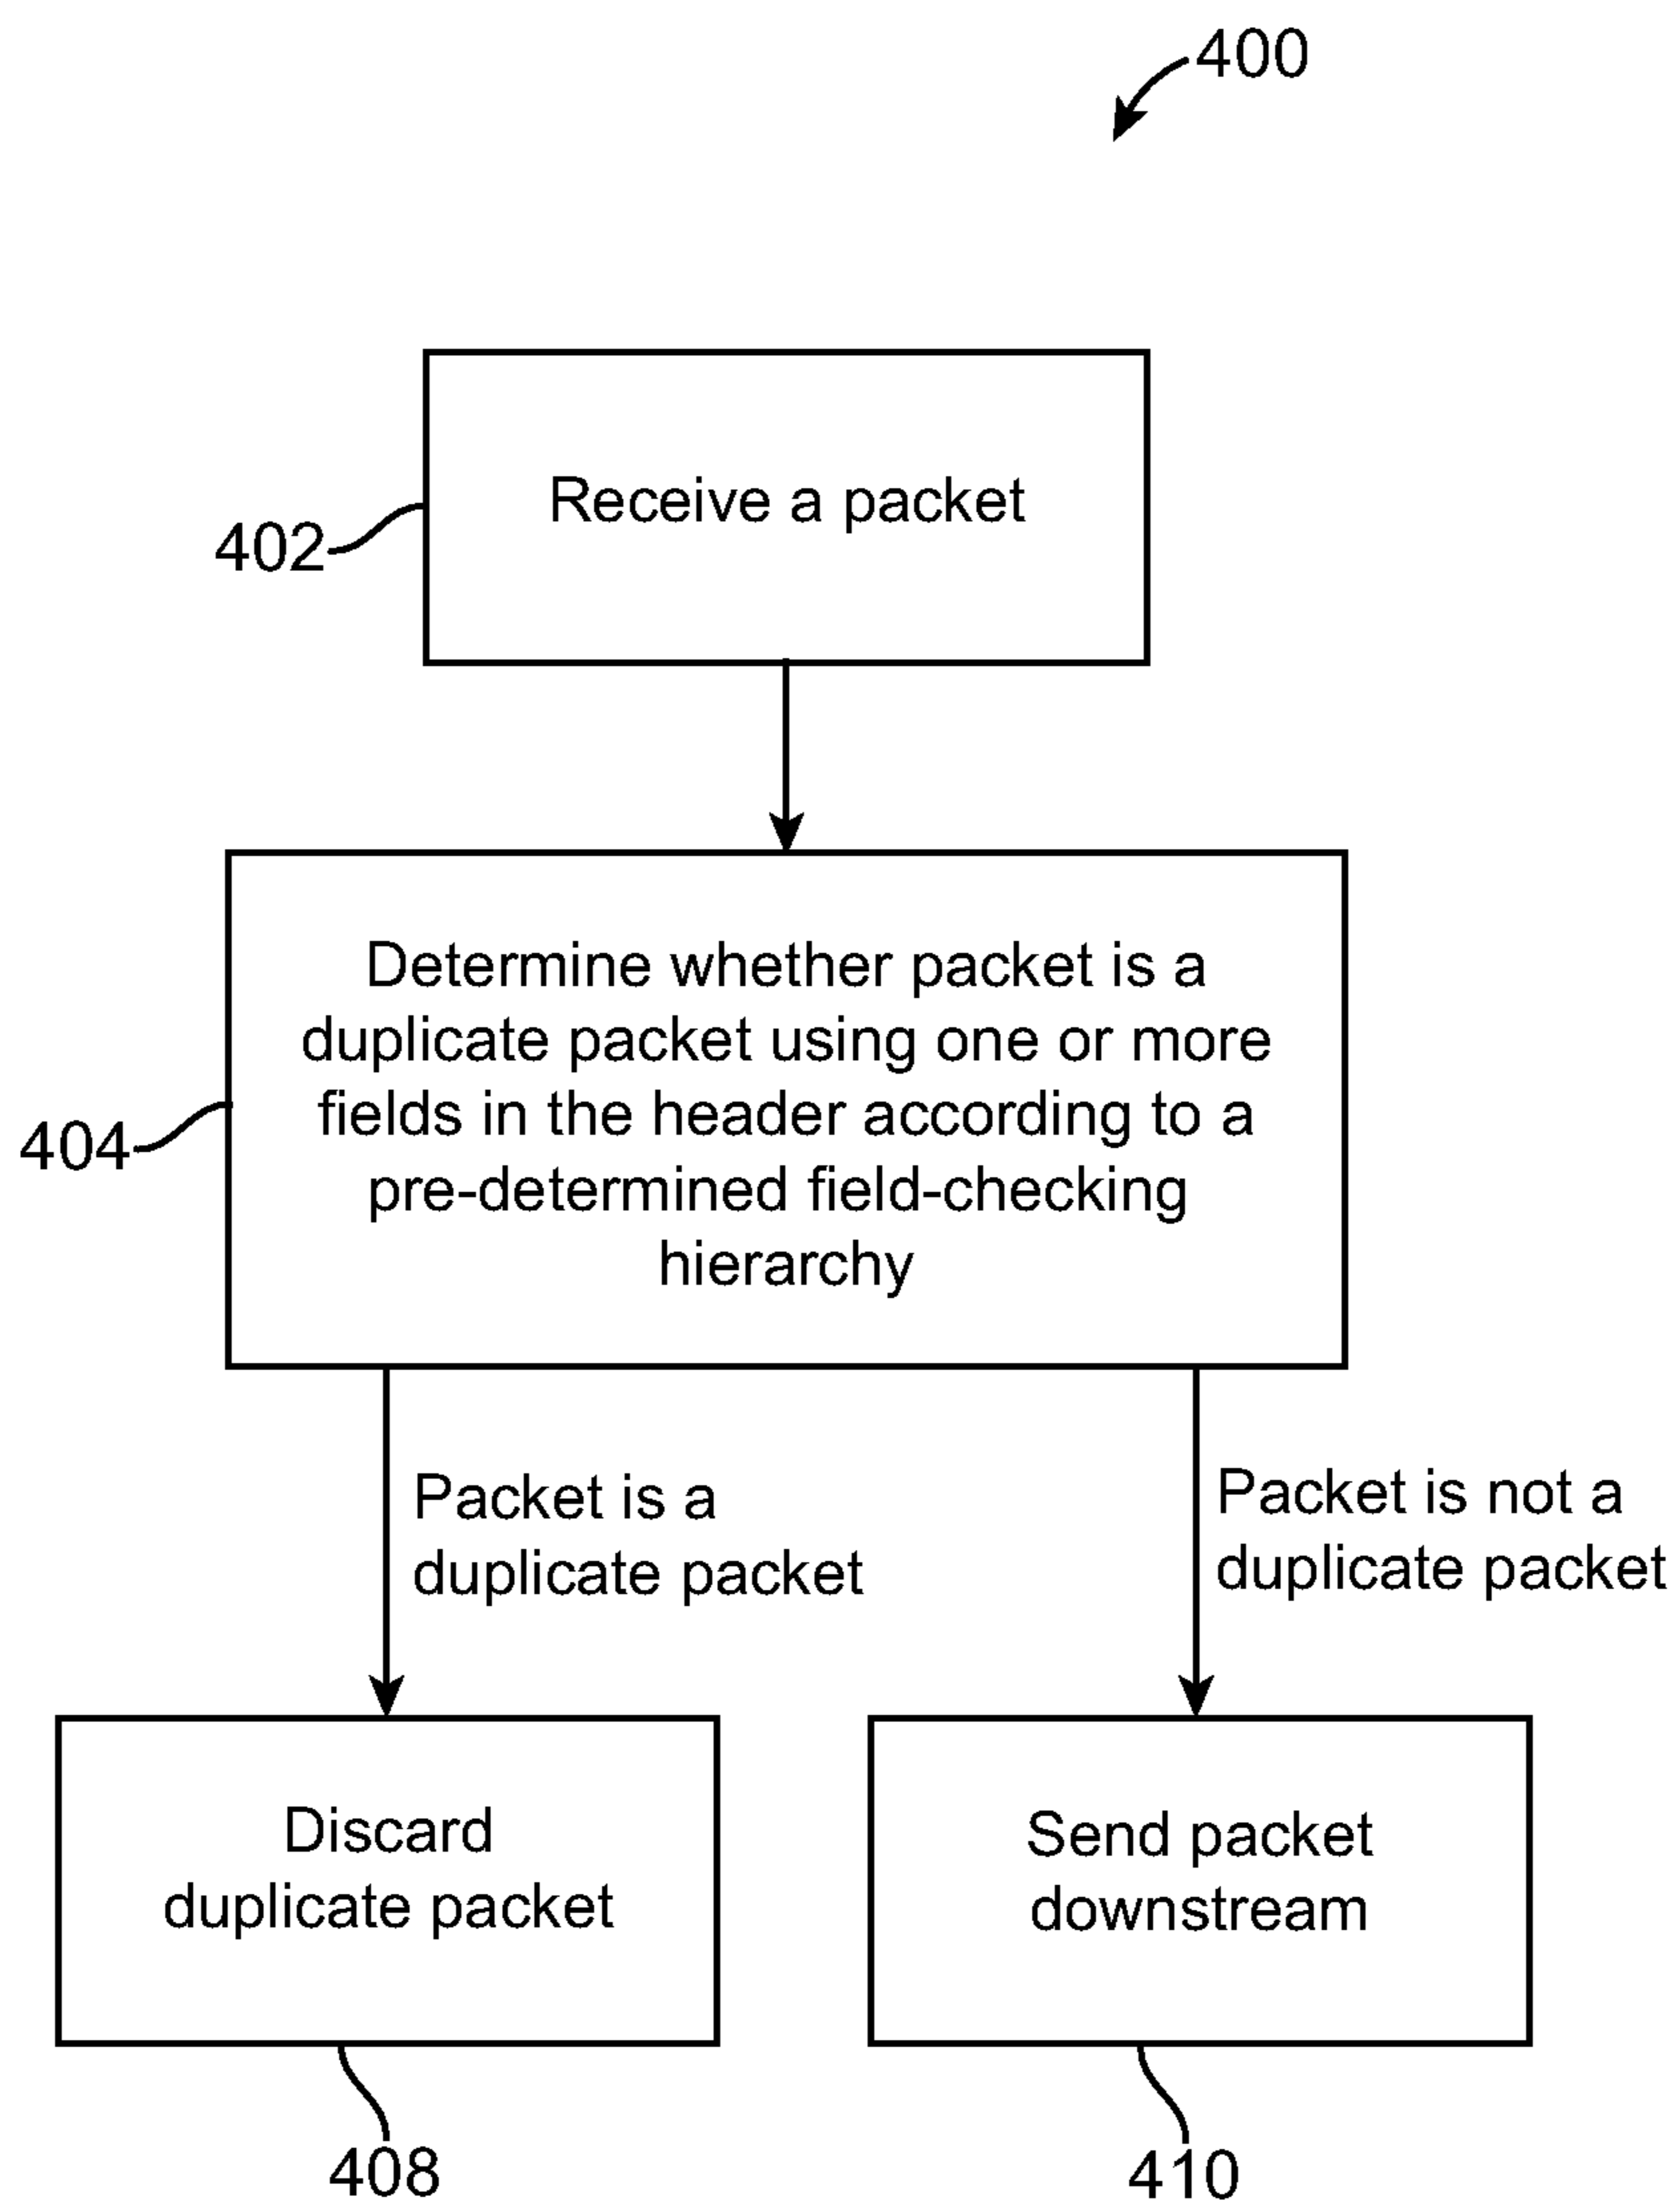 400
Receive a packet
402
Determine whether packet is a
duplicate packet using one or more
fields in the header according to a
pre-determined field-checking
hierarchy
404
Packet is a
duplicate packet
Packet is not a
duplicate packet
Discard
duplicate packet
Send packet
downstream
408
410